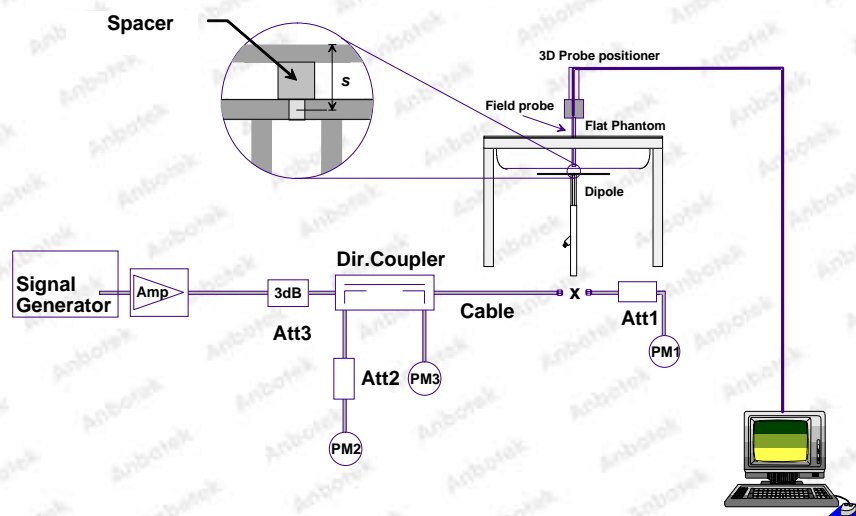 Spacer
s
3D Probe positioner
Field probe
Flat Phantom
Dipole
Dir.Coupler
Signal
Generator
Amp
3dB
Att3
Cable
x
Att1
PM1
Att2
PM3
PM2
Anbotek